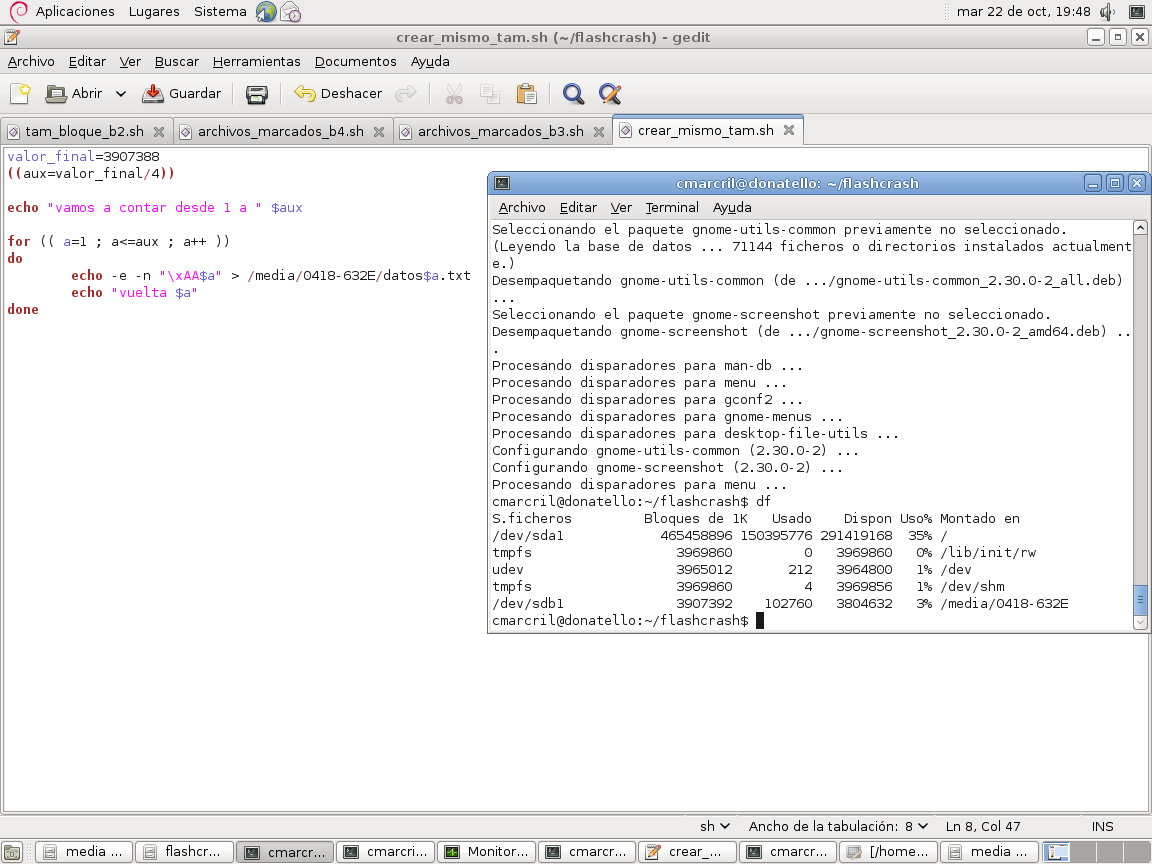 Aplicaciones Lugares Sistema mar 22 de oct, 19:48
crear_mismo_tam.sh (~/flashcrash) - gedit
Archivo Editar Ver Buscar Herramientas Documentos Ayuda
Abrir Guardar Deshacer
tam_bloque_b2.sh archivos_marcados_b4.sh archivos_marcados_b3.sh crear_mismo_tam.sh
valor_final=3907388
((aux=valor_final/4))
echo "vamos a contar desde 1 a " $aux
for (( a=1 ; a<=aux ; a++ ))
do
echo -e -n "\xAA$a" > /media/0418-632E/datos$a.txt
echo "vuelta $a"
done
cmarcril@donatello: ~/flashcrash
Archivo Editar Ver Terminal Ayuda
Seleccionando el paquete gnome-utils-common previamente no seleccionado.
(Leyendo la base de datos ... 71144 ficheros o directorios instalados actualment
e.)
Desempaquetando gnome-utils-common (de .../gnome-utils-common_2.30.0-2_all.deb)
...
Seleccionando el paquete gnome-screenshot previamente no seleccionado.
Desempaquetando gnome-screenshot (de .../gnome-screenshot_2.30.0-2_amd64.deb) ..
.
Procesando disparadores para man-db ...
Procesando disparadores para menu ...
Procesando disparadores para gconf2 ...
Procesando disparadores para gnome-menus ...
Procesando disparadores para desktop-file-utils ...
Configurando gnome-utils-common (2.30.0-2) ...
Configurando gnome-screenshot (2.30.0-2) ...
Procesando disparadores para menu ...
cmarcril@donatello:~/flashcrash$ df
S.ficheros Bloques de 1K Usado Dispon Uso% Montado en
/dev/sda1 465458896 150395776 291419168 35% /
tmpfs 3969860 0 3969860 0% /lib/init/rw
udev 3965012 212 3964800 1% /dev
tmpfs 3969860 4 3969856 1% /dev/shm
/dev/sdb1 3907392 102760 3804632 3% /media/0418-632E
cmarcril@donatello:~/flashcrash$
sh Ancho de la tabulación: 8 Ln 8, Col 47 INS
media ... flashcr... cmarcr... cmarcri... Monitor... cmarcr... crear_... cmarcr... [/home... media ...